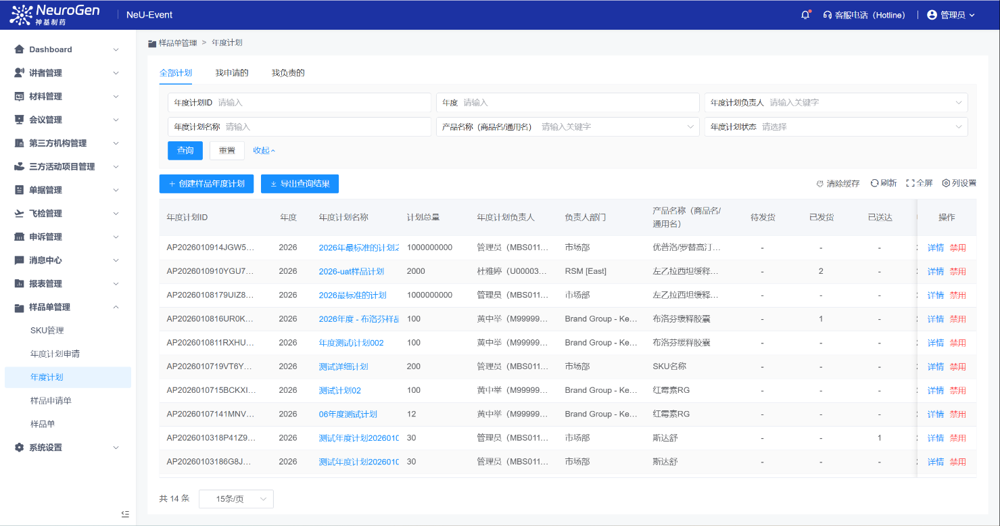 NeuroGen
神基制药
NeU-Event
客服电话（Hotline）
管理员
Dashboard
讲者管理
材料管理
会议管理
第三方机构管理
三方活动项目管理
单据管理
飞检管理
申诉管理
消息中心
报表管理
样品单管理
SKU管理
年度计划申请
年度计划
样品申请单
样品单
系统设置
样品单管理 > 年度计划
全部计划 我申请的 我负责的
年度计划ID 请输入 年度 请输入 年度计划负责人 请输入关键字
年度计划名称 请输入 产品名称（商品名/通用名） 请输入关键字 年度计划状态 请选择
查询 重置 收起
+ 创建样品年度计划 导出查询结果 清除缓存 刷新 全屏 列设置
年度计划ID 年度 年度计划名称 计划总量 年度计划负责人 负责人部门 产品名称（商品名/通用名） 待发货 已发货 已送达 操作
AP2026010914JGW5... 2026 2026年最标准的计划之 1000000000 管理员（MBS011... 市场部 优普洛/罗替高汀... - - - 详情 禁用
AP2026010910YGU7... 2026 2026-uat样品计划 2000 杜雅婷（U00003... RSM [East] 左乙拉西坦缓释... - 2 - 详情 禁用
AP20260108179UIZ8... 2026 2026最标准的计划 1000000000 管理员（MBS011... 市场部 左乙拉西坦缓释... - - - 详情 禁用
AP2026010816UR0K... 2026 2026年度 - 布洛芬样品 100 黄中举（M99999... Brand Group - Ke... 布洛芬缓释胶囊 - 1 - 详情 禁用
AP2026010811RXHU... 2026 年度测试i计划002 100 黄中举（M99999... Brand Group - Ke... 布洛芬缓释胶囊 - - - 详情 禁用
AP2026010719VT6Y... 2026 测试详细计划 200 管理员（MBS011... 市场部 SKU名称 - - - 详情 禁用
AP2026010715BCKXI... 2026 测试计划02 100 黄中举（M99999... Brand Group - Ke... 红霉素RG - - - 详情 禁用
AP20260107141MNV... 2026 06年度测试计划 12 黄中举（M99999... Brand Group - Ke... 红霉素RG - - - 详情 禁用
AP2026010318P41Z9... 2026 测试年度计划2026010 30 管理员（MBS011... 市场部 斯达舒 - - 1 详情 禁用
AP20260103186G8J... 2026 测试年度计划2026010 30 管理员（MBS011... 市场部 斯达舒 - - - 详情 禁用
共 14 条 15条/页